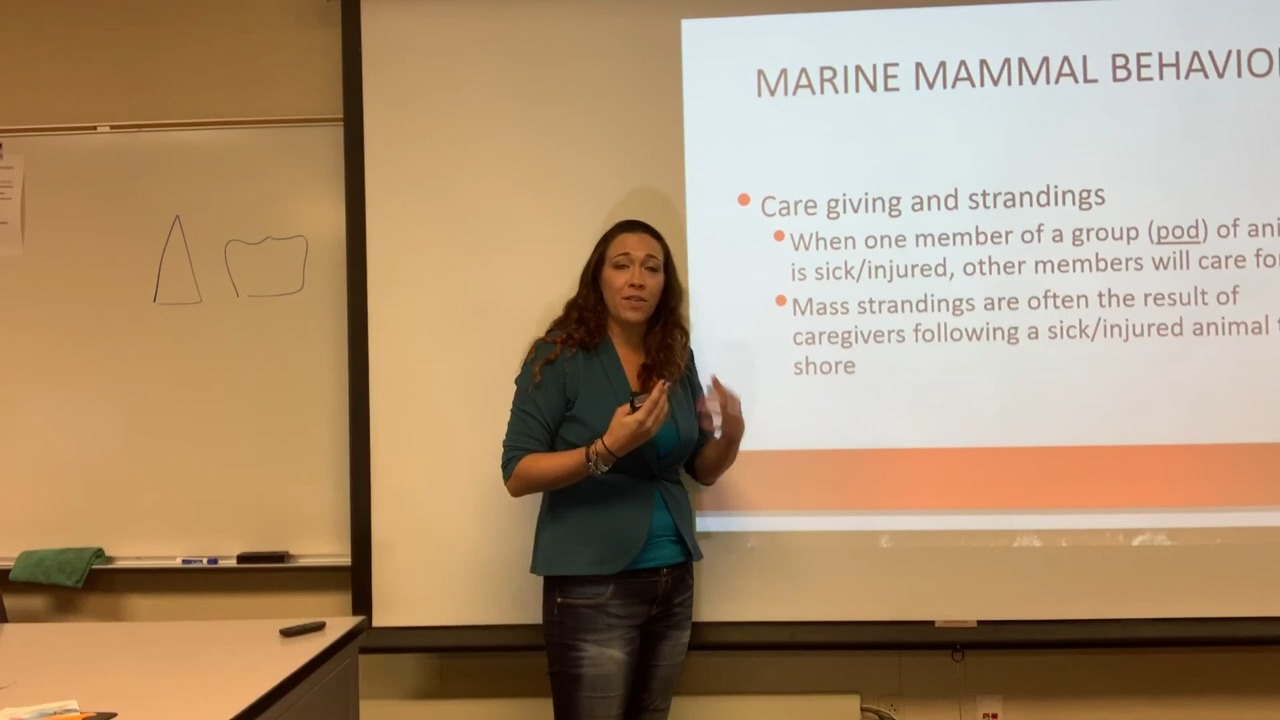 MARINE MAMMAL BEHAVIO
Care giving and strandings
When one member of a group (pod) of ani
is sick/injured, other members will care fo
Mass strandings are often the result of
caregivers following a sick/injured animal
shore